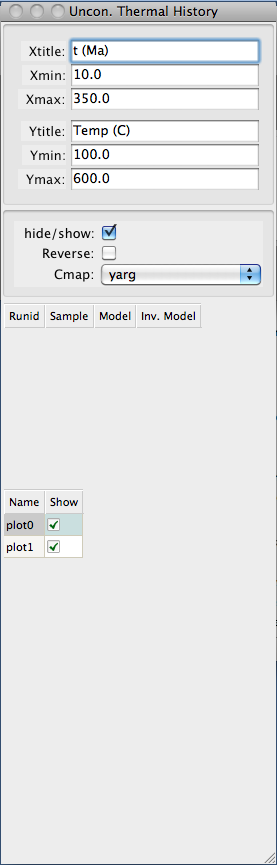 Uncon. Thermal History
Xtitle: t (Ma)
Xmin: 10.0
Xmax: 350.0
Ytitle: Temp (C)
Ymin: 100.0
Ymax: 600.0
hide/show:
Reverse:
Cmap: yarg
Runid Sample Model Inv. Model
Name Show
plot0
plot1